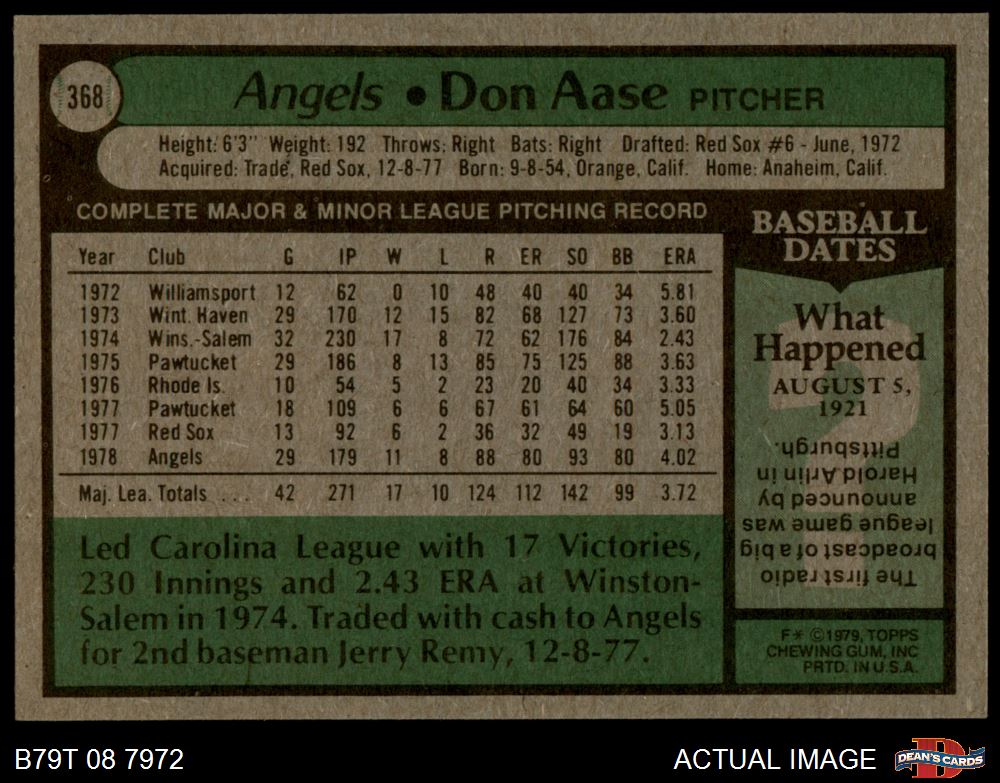 368
Angels • Don Aase PITCHER
Height: 6'3" Weight: 192 Throws: Right Bats: Right Drafted: Red Sox #6 - June, 1972
Acquired: Trade, Red Sox, 12-8-77 Born: 9-8-54, Orange, Calif. Home: Anaheim, Calif.
COMPLETE MAJOR & MINOR LEAGUE PITCHING RECORD
Year Club G IP W L R ER SO BB ERA
1972 Williamsport 12 62 0 10 48 40 40 34 5.81
1973 Wint. Haven 29 170 12 15 82 68 127 73 3.60
1974 Wins.-Salem 32 230 17 8 72 62 176 84 2.43
1975 Pawtucket 29 186 8 13 85 75 125 88 3.63
1976 Rhode Is. 10 54 5 2 23 20 40 34 3.33
1977 Pawtucket 18 109 6 6 67 61 64 60 5.05
1977 Red Sox 13 92 6 2 36 32 49 19 3.13
1978 Angels 29 179 11 8 88 80 93 80 4.02
Maj. Lea. Totals ... 42 271 17 10 124 112 142 99 3.72
Led Carolina League with 17 Victories,
230 Innings and 2.43 ERA at Winston-
Salem in 1974. Traded with cash to Angels
for 2nd baseman Jerry Remy, 12-8-77.
BASEBALL
DATES
What
Happened
AUGUST 5,
1921
The first radio
broadcast of a big
league game was
announced by
Harold Arlin in
Pittsburgh.
F* ©1979, TOPPS
CHEWING GUM, INC
PRTD. IN U.S.A.
B79T 08 7972
ACTUAL IMAGE
D
DEAN'S CARDS